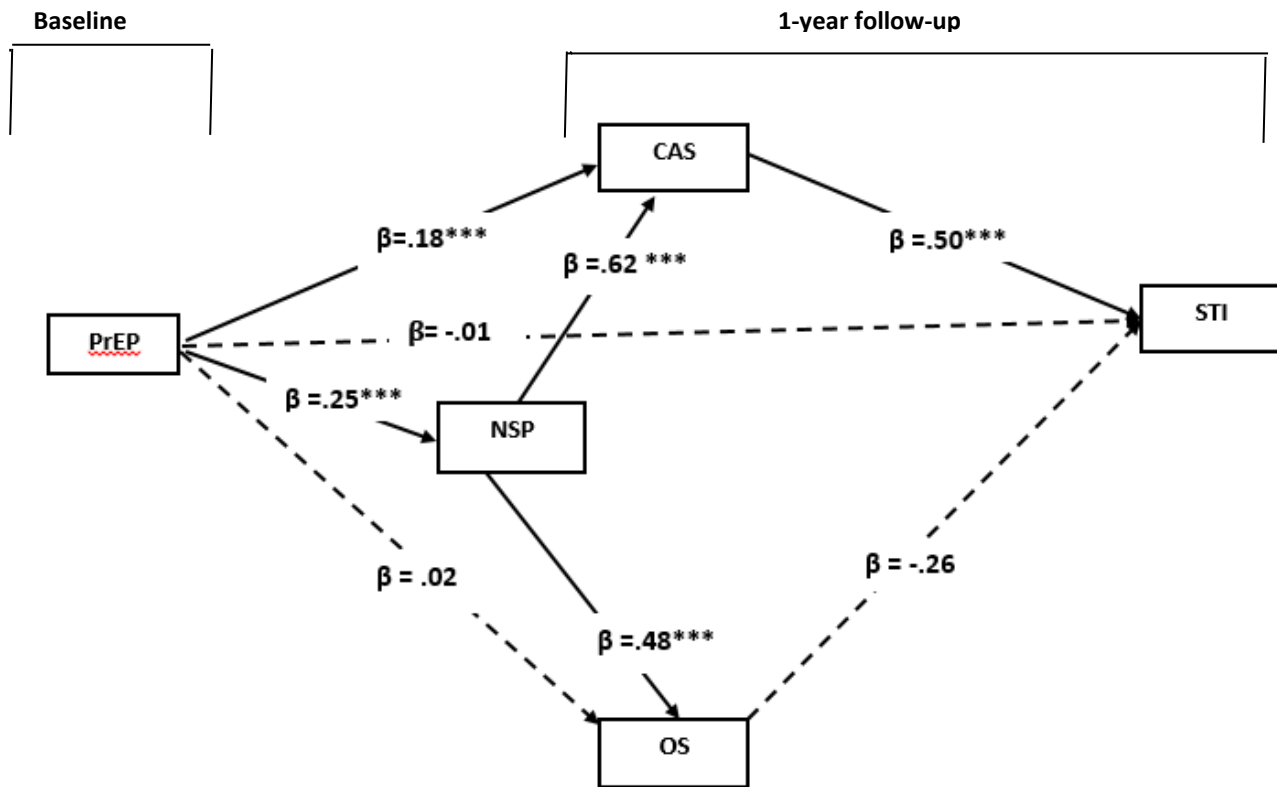 Baseline
1-year follow-up
CAS
β=.18***
β =.62 ***
β =.50***
PrEP
β= -.01
STI
β =.25***
NSP
β = .02
β = -.26
β =.48***
OS